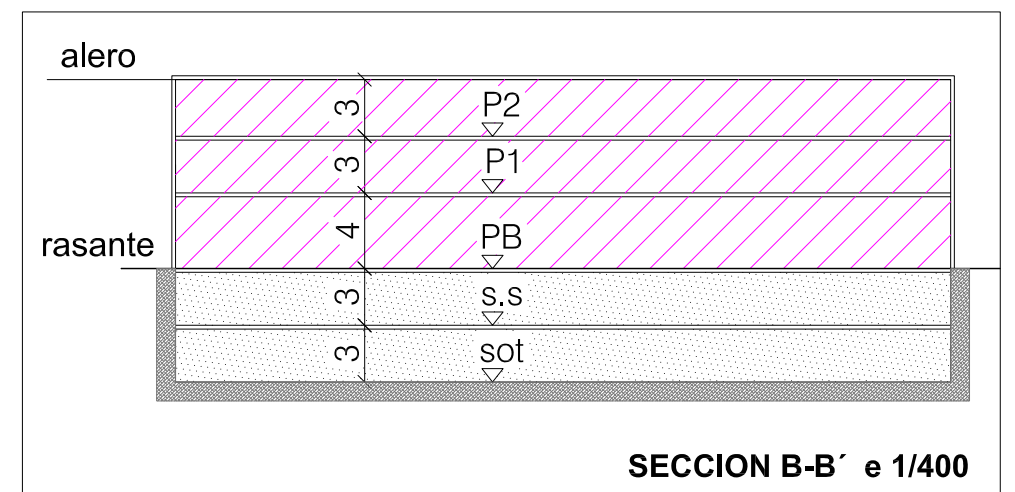 alero
3 P2
3 P1
4 PB
rasante
3 s.s
3 sot
SECCION B-B´ e 1/400